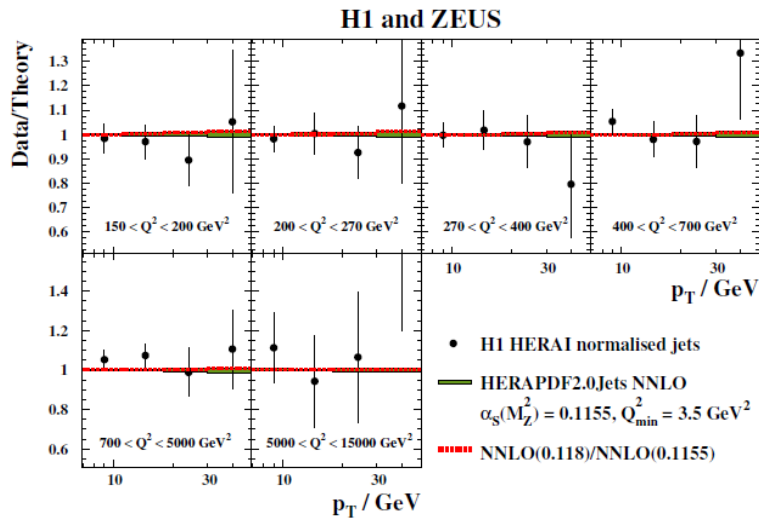 H1 and ZEUS
Data/Theory
1.3
1.2
1.1
1
0.9
0.8
0.7
0.6
150 < Q² < 200 GeV²
200 < Q² < 270 GeV²
270 < Q² < 400 GeV²
400 < Q² < 700 GeV²
10 30
10 30
p_T / GeV
p_T / GeV
1.4
1.2
1
0.8
0.6
700 < Q² < 5000 GeV²
5000 < Q² < 15000 GeV²
10 30
10 30
p_T / GeV
H1 HERAI normalised jets
HERAPDF2.0Jets NNLO
α_S(M_Z²) = 0.1155, Q²_min = 3.5 GeV²
NNLO(0.118)/NNLO(0.1155)